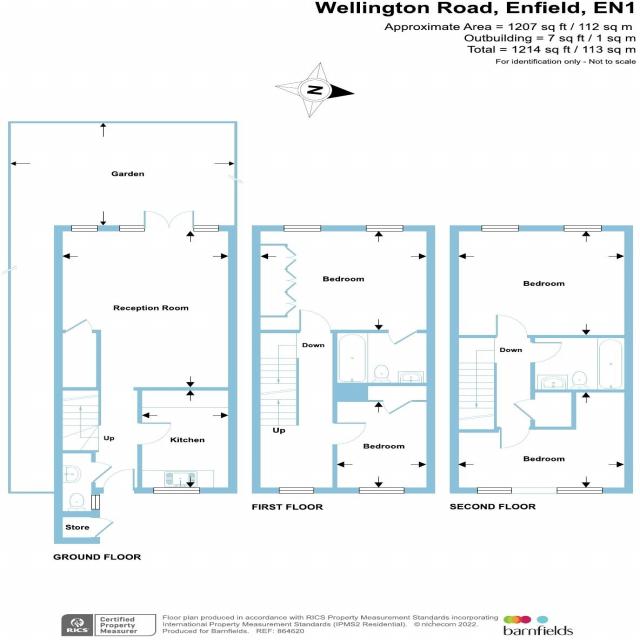 Wellington Road, Enfield, EN1
Approximate Area = 1207 sq ft / 112 sq m
Outbuilding = 7 sq ft / 1 sq m
Total = 1214 sq ft / 113 sq m
For identification only - Not to scale
N
Garden
Reception Room
Up
Kitchen
Store
GROUND FLOOR
Bedroom
Down
Up
Bedroom
FIRST FLOOR
Bedroom
Down
Bedroom
SECOND FLOOR
RICS
Certified
Property
Measurer
Floor plan produced in accordance with RICS Property Measurement Standards incorporating
International Property Measurement Standards (IPMS2 Residential). © nichecom 2022.
Produced for Barnfields. REF: 864620
barnfields